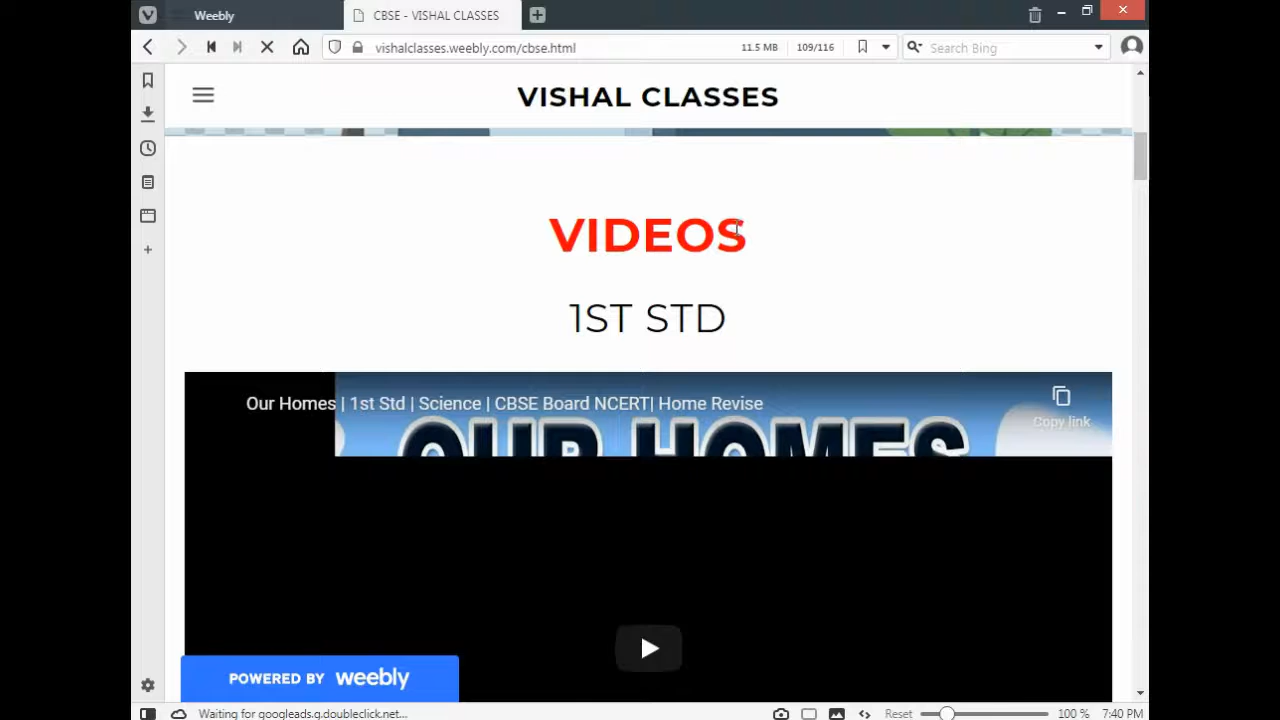 Weebly
CBSE - VISHAL CLASSES
vishalclasses.weebly.com/cbse.html
11.5 MB
109/116
Search Bing
VISHAL CLASSES
VIDEOS
1ST STD
Our Homes | 1st Std | Science | CBSE Board NCERT| Home Revise
Copy link
OUR HOMES
POWERED BY weebly
Waiting for googleads.g.doubleclick.net...
Reset
100 %
7:40 PM